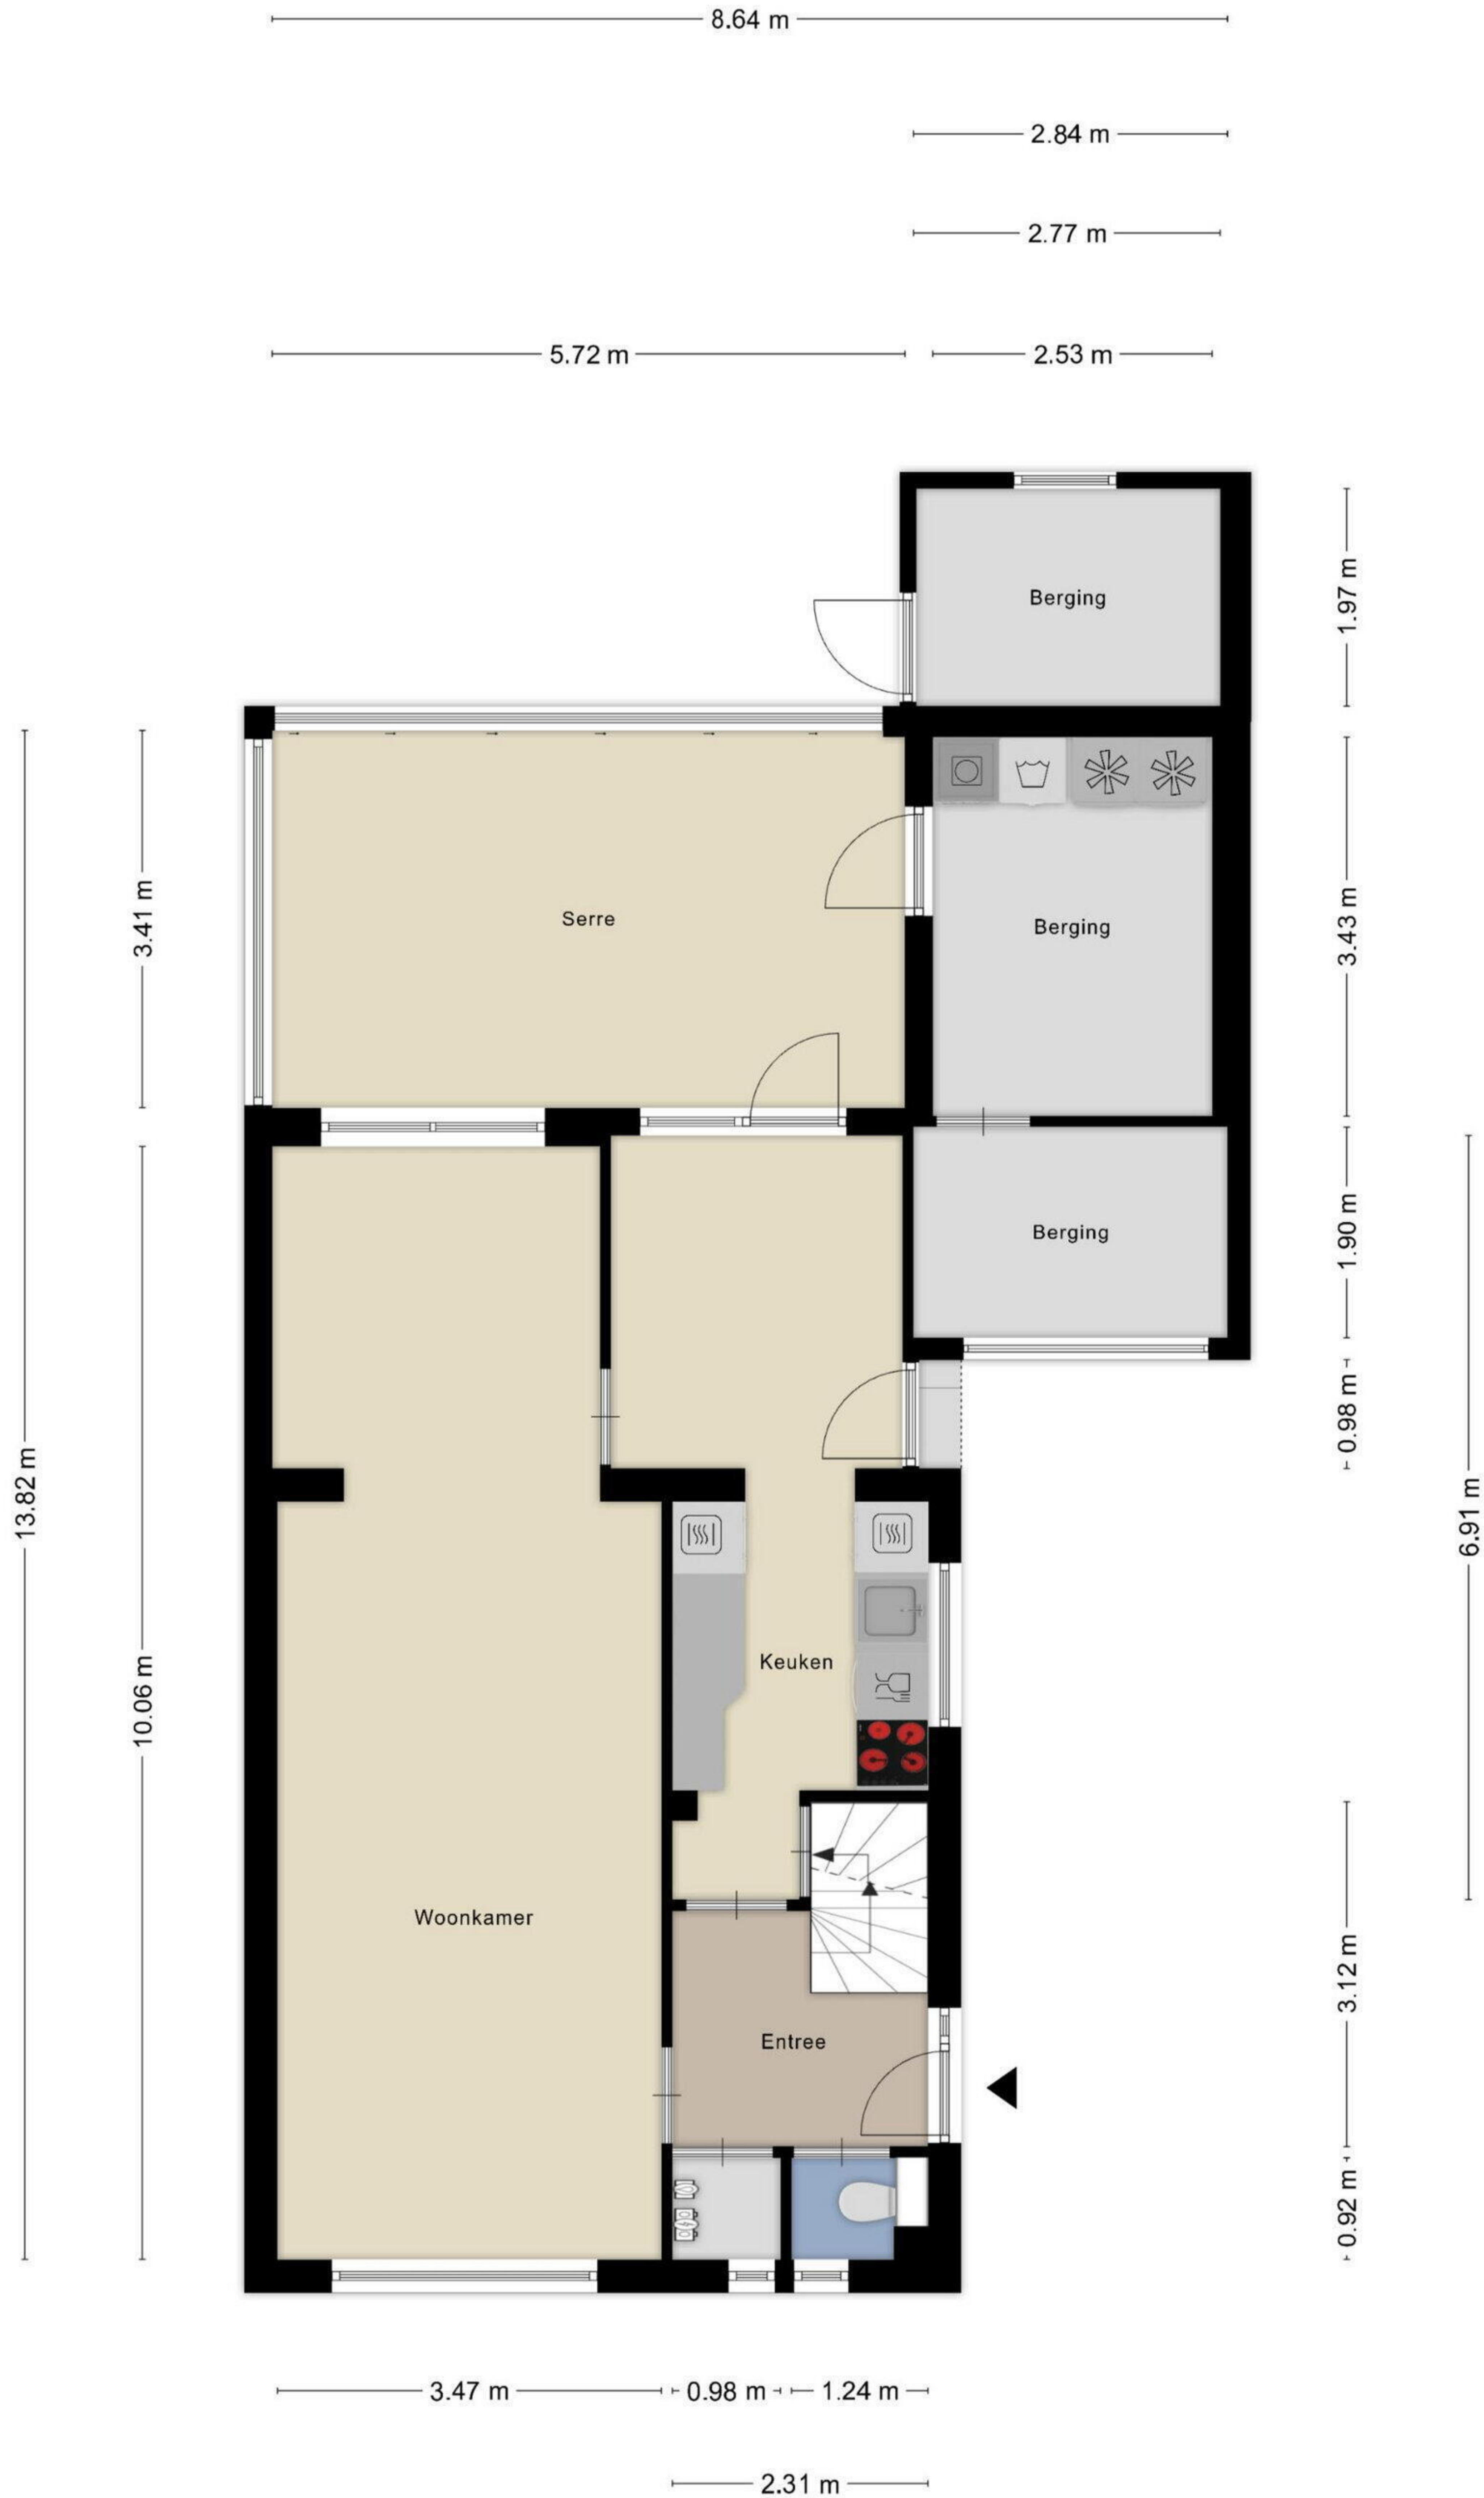 8.64 m
2.84 m
2.77 m
5.72 m
2.53 m
1.97 m
Berging
3.41 m
Serre
Berging
3.43 m
1.90 m
Berging
0.98 m
13.82 m
6.91 m
10.06 m
Keuken
Woonkamer
3.12 m
Entree
0.92 m
3.47 m
0.98 m
1.24 m
2.31 m